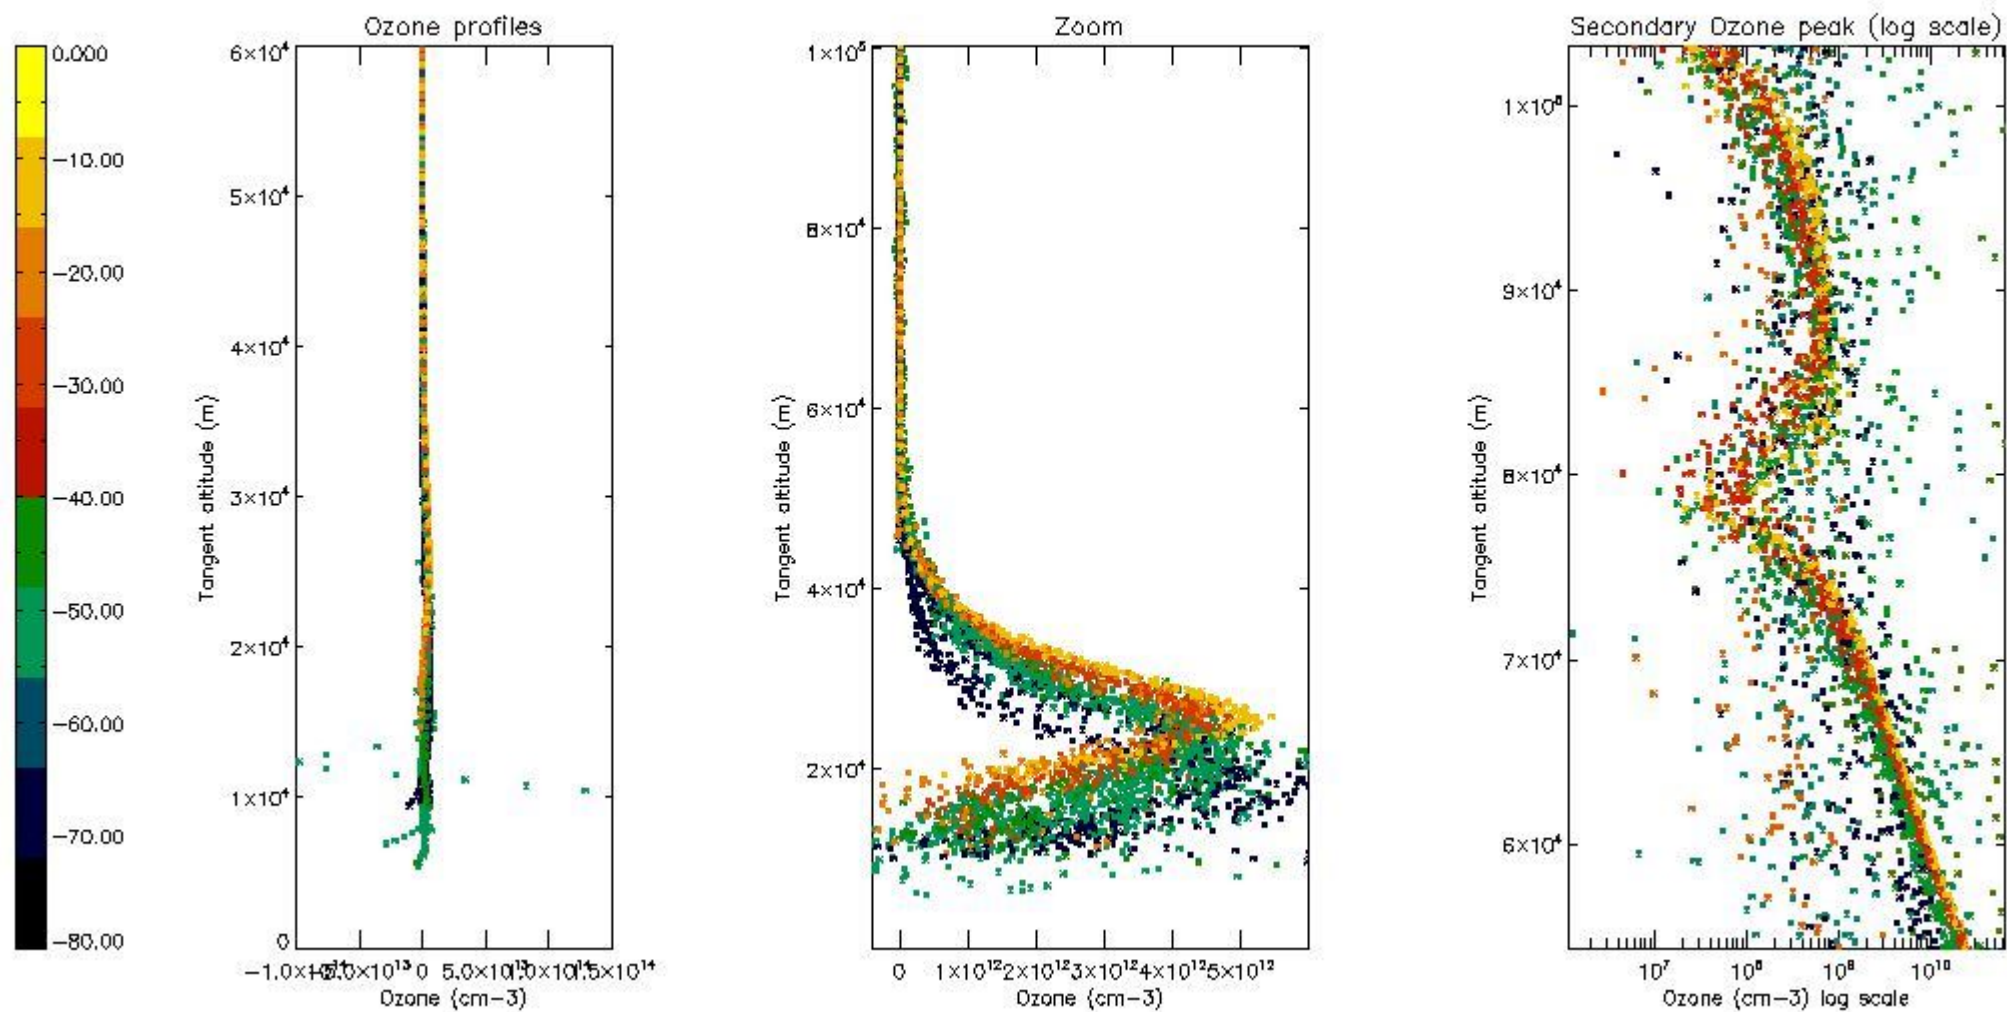 Ozone profiles
Zoom
Secondary Ozone peak (log scale)
0.000
-10.00
-20.00
-30.00
-40.00
-50.00
-60.00
-70.00
-80.00
6×10⁴
5×10⁴
4×10⁴
3×10⁴
2×10⁴
1×10⁴
0
Tangent altitude (m)
0 5.0×10¹³ 1.5×10¹⁴
Ozone (cm-3)
1×10⁵
8×10⁴
6×10⁴
4×10⁴
2×10⁴
Tangent altitude (m)
0 1×10¹² 2×10¹² 3×10¹² 4×10¹² 5×10¹²
Ozone (cm-3)
9×10⁴
8×10⁴
7×10⁴
6×10⁴
Tangent altitude (m)
10⁷ 10¹⁰
Ozone (cm-3) log scale